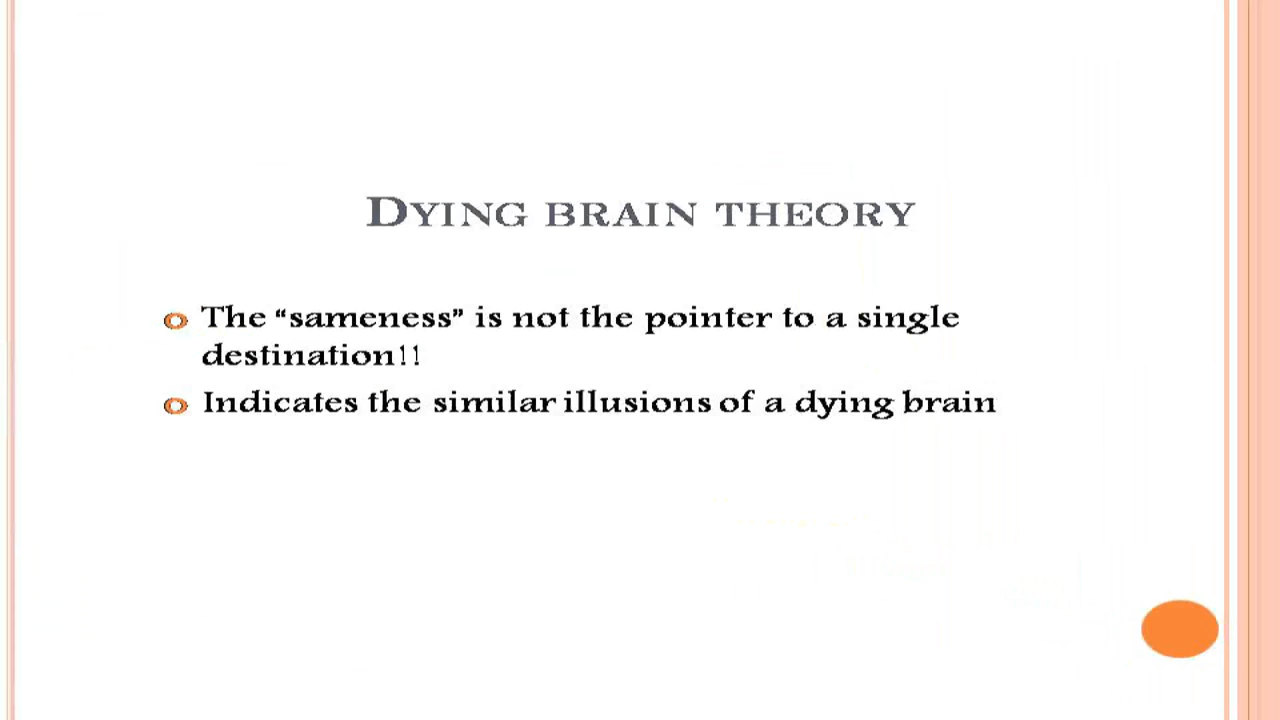 DYING BRAIN THEORY
The “sameness” is not the pointer to a single
destination!!
Indicates the similar illusions of a dying brain